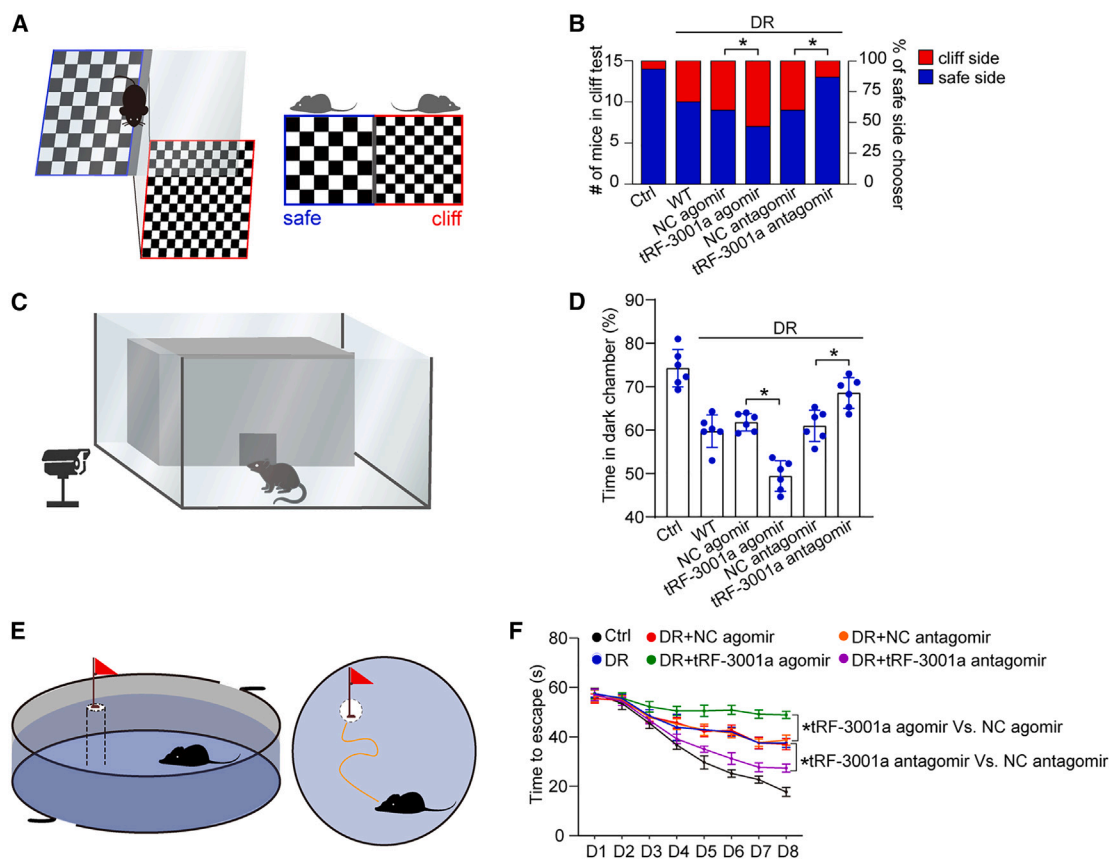 A
safe
cliff
B
DR
*
*
# of mice in cliff test
15
10
5
0
100
75
50
25
0
% of safe side chooser
cliff side
safe side
Ctrl
WT
NC agomir
tRF-3001a agomir
NC antagomir
tRF-3001a antagomir
C
D
DR
*
*
Time in dark chamber (%)
90
80
70
60
50
40
Ctrl
WT
NC agomir
tRF-3001a agomir
NC antagomir
tRF-3001a antagomir
E
F
Ctrl
DR+NC agomir
DR+NC antagomir
DR
DR+tRF-3001a agomir
DR+tRF-3001a antagomir
Time to escape (s)
80
60
40
20
0
*tRF-3001a agomir Vs. NC agomir
*tRF-3001a antagomir Vs. NC antagomir
D1 D2 D3 D4 D5 D6 D7 D8